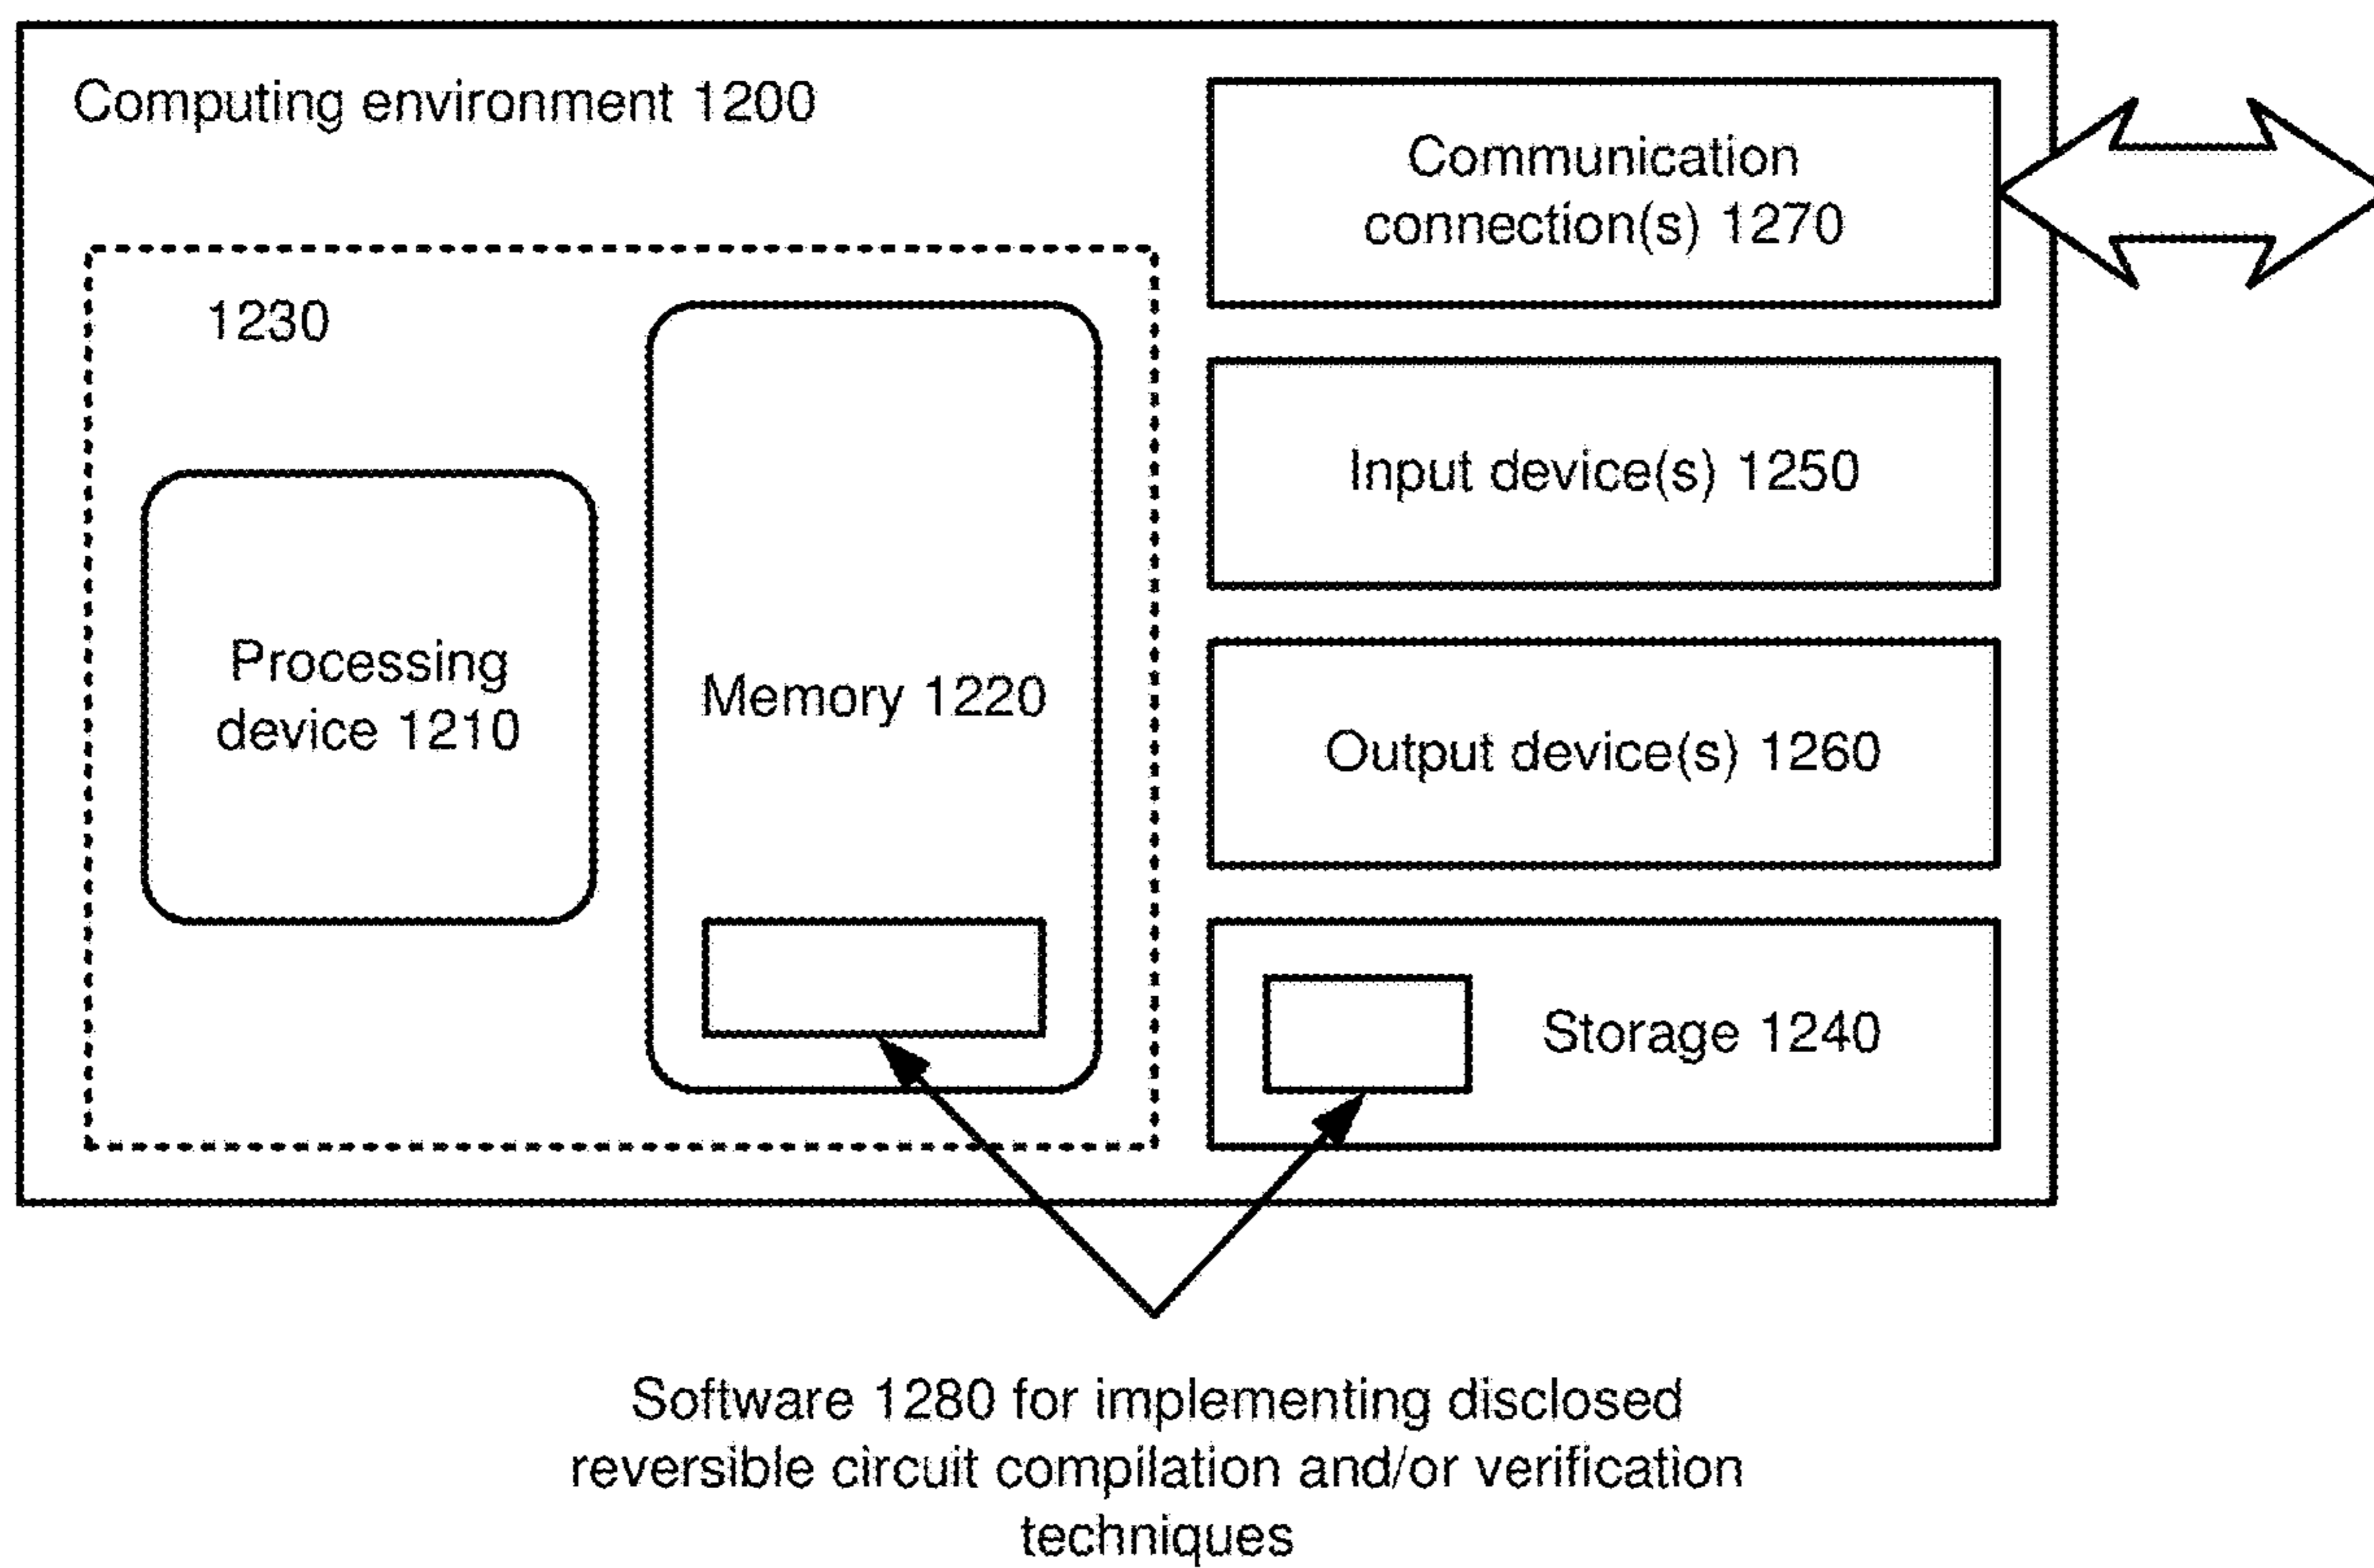 Computing environment 1200
1230
Processing
device 1210
Memory 1220
Communication
connection(s) 1270
Input device(s) 1250
Output device(s) 1260
Storage 1240
Software 1280 for implementing disclosed
reversible circuit compilation and/or verification
techniques